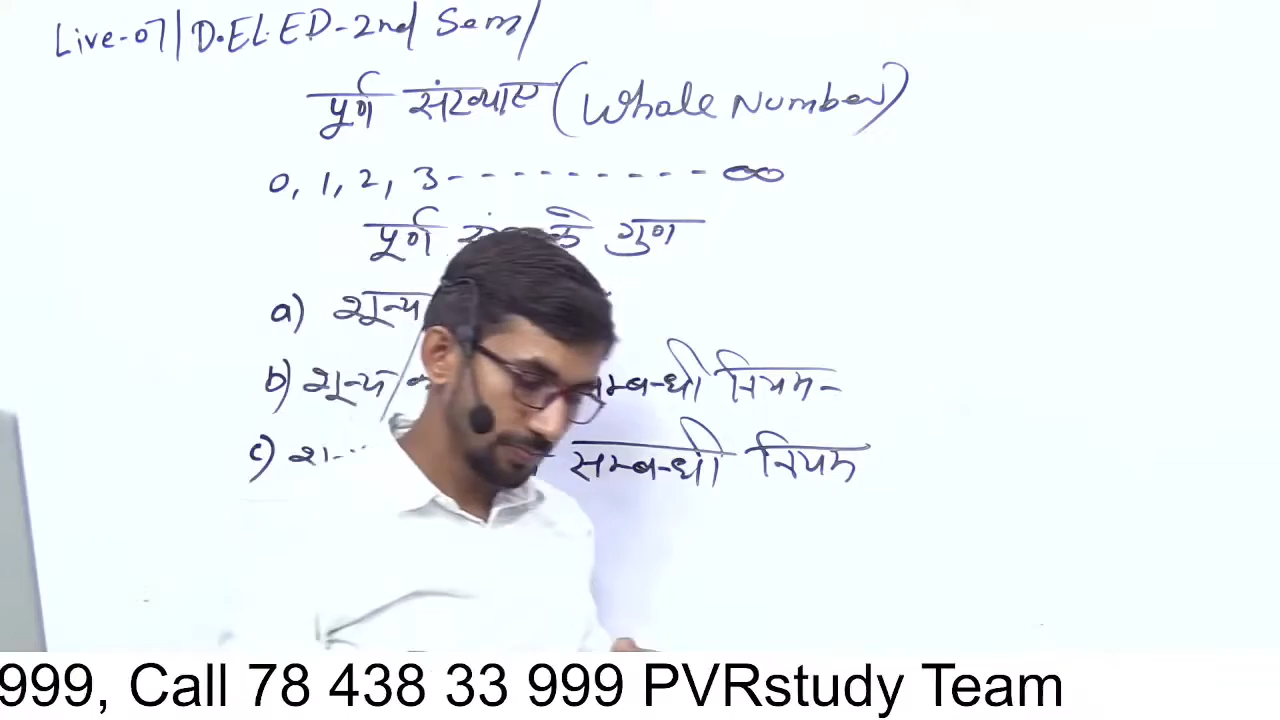 Live-07/D.EL.ED-2nd Sem/
पूर्ण संख्याए (Whole Number)
0, 1, 2, 3---------- ∞
पूर्ण के गुण
a) शून्य
b) शून्य सम्बन्धी नियम-
c) सम्बन्धी नियम
999, Call 78 438 33 999 PVRstudy Team